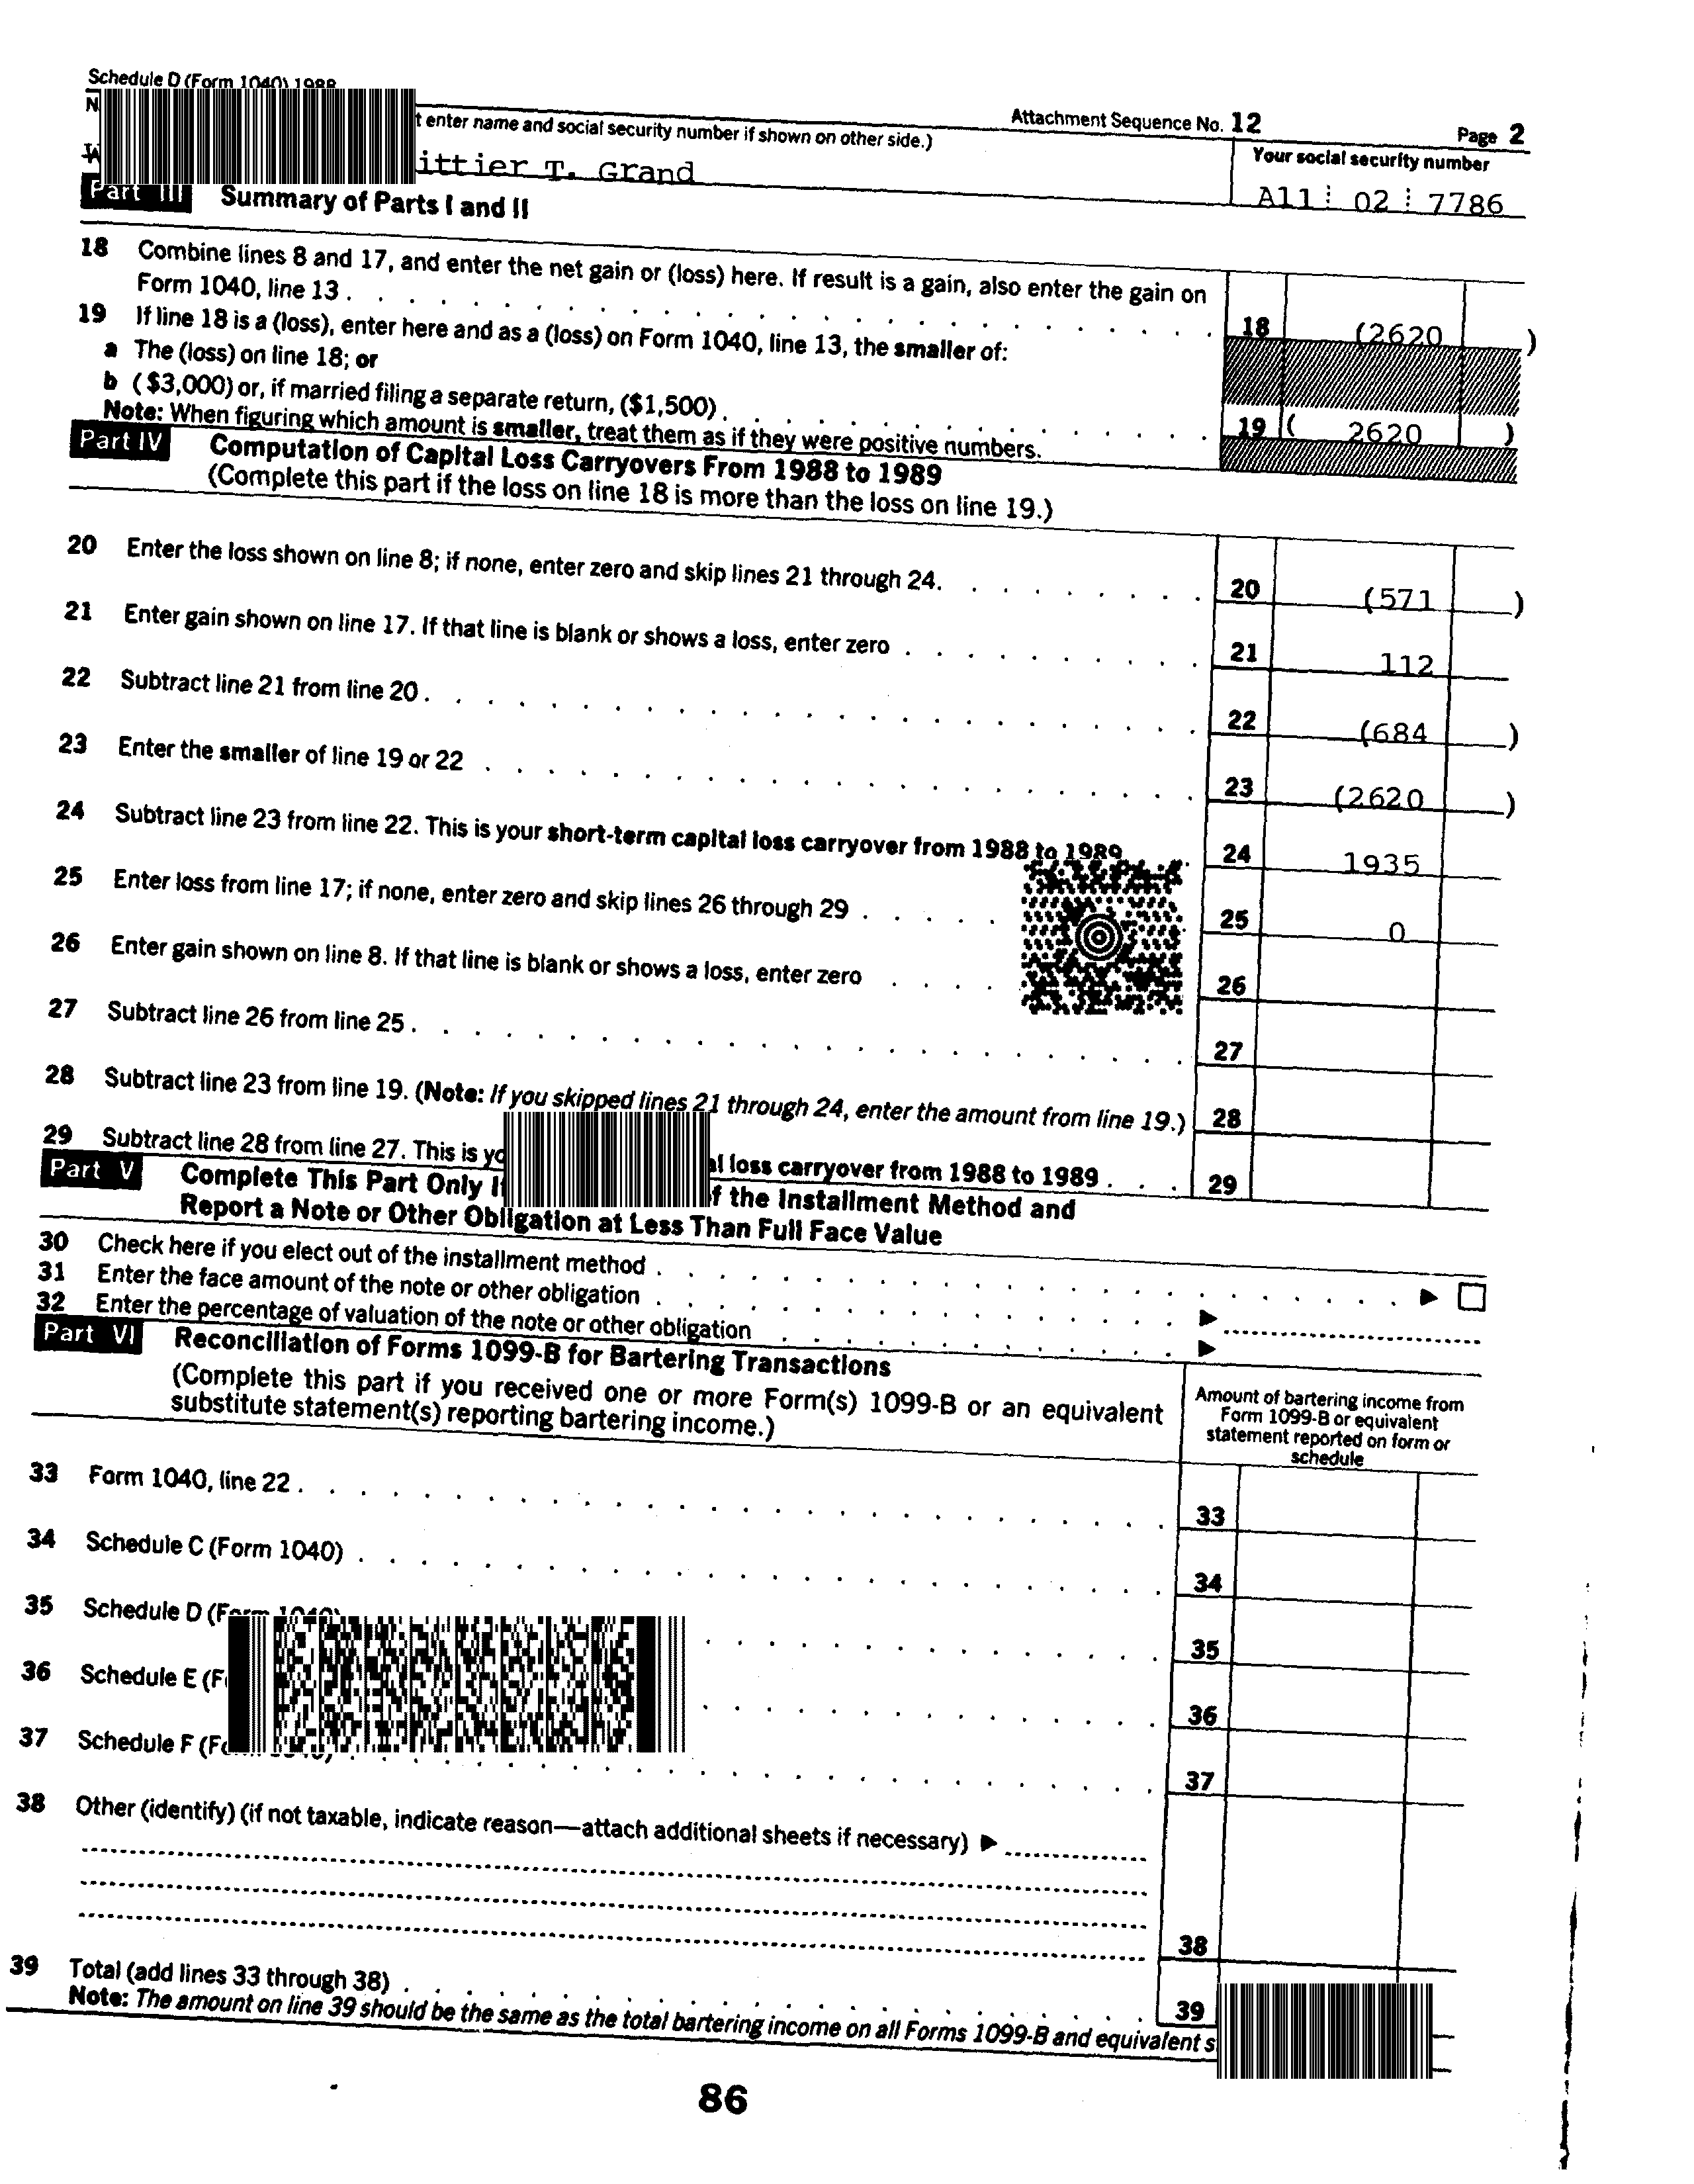 Schedule D (Form 1040) 1988
Attachment Sequence No. 12
Page 2
t enter name and social security number if shown on other side.)
Your social security number
ittier T. Grand
A11 02 7786
Part III Summary of Parts I and II
18 Combine lines 8 and 17, and enter the net gain or (loss) here. If result is a gain, also enter the gain on
Form 1040, line 13 . . . 18 (2620 )
19 If line 18 is a (loss), enter here and as a (loss) on Form 1040, line 13, the smaller of:
a The (loss) on line 18; or
b ($3,000) or, if married filing a separate return, ($1,500) . . . 19 ( 2620 )
Note: When figuring which amount is smaller, treat them as if they were positive numbers.
Part IV Computation of Capital Loss Carryovers From 1988 to 1989
(Complete this part if the loss on line 18 is more than the loss on line 19.)
20 Enter the loss shown on line 8; if none, enter zero and skip lines 21 through 24. . . . 20 (571 )
21 Enter gain shown on line 17. If that line is blank or shows a loss, enter zero . . . 21 112
22 Subtract line 21 from line 20 . . . 22 (684 )
23 Enter the smaller of line 19 or 22 . . . 23 (2620 )
24 Subtract line 23 from line 22. This is your short-term capital loss carryover from 1988 to 1989 24 1935
25 Enter loss from line 17; if none, enter zero and skip lines 26 through 29 . . . 25 0
26 Enter gain shown on line 8. If that line is blank or shows a loss, enter zero . . . 26
27 Subtract line 26 from line 25 . . . 27
28 Subtract line 23 from line 19. (Note: If you skipped lines 21 through 24, enter the amount from line 19.) 28
29 Subtract line 28 from line 27. This is yo l loss carryover from 1988 to 1989 . . . 29
Part V Complete This Part Only I f the Installment Method and
Report a Note or Other Obligation at Less Than Full Face Value
30 Check here if you elect out of the installment method . . .
31 Enter the face amount of the note or other obligation . . .
32 Enter the percentage of valuation of the note or other obligation . . .
Part VI Reconciliation of Forms 1099-B for Bartering Transactions
(Complete this part if you received one or more Form(s) 1099-B or an equivalent
substitute statement(s) reporting bartering income.)
Amount of bartering income from
Form 1099-B or equivalent
statement reported on form or
schedule
33 Form 1040, line 22 . . . 33
34 Schedule C (Form 1040) . . . 34
35 Schedule D (Form 1040) . . . 35
36 Schedule E (F . . . 36
37 Schedule F (Fo . . . 37
38 Other (identify) (if not taxable, indicate reason—attach additional sheets if necessary)
38
39 Total (add lines 33 through 38) . . . 39
Note: The amount on line 39 should be the same as the total bartering income on all Forms 1099-B and equivalent s
86